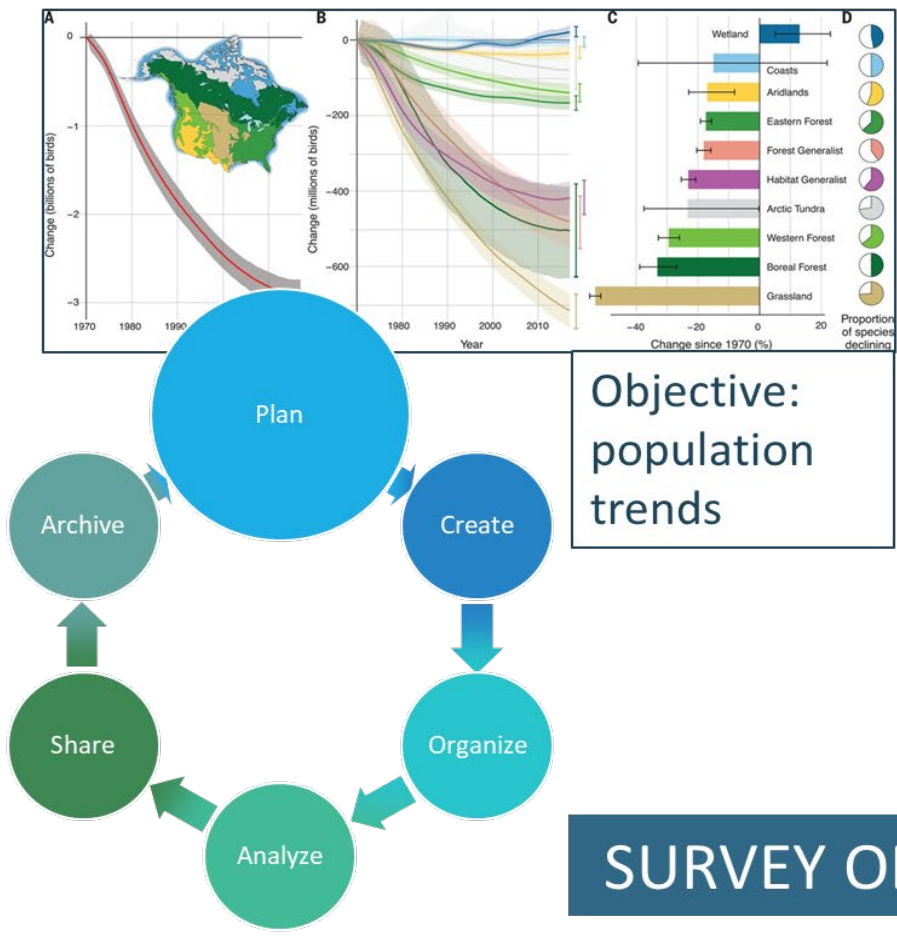 A
0
−1
−2
−3
Change (billions of birds)
1970
1980
1990
B
0
−200
−400
−600
Change (millions of birds)
1980
1990
2000
2010
Year
C
D
Wetland
Coasts
Aridlands
Eastern Forest
Forest Generalist
Habitat Generalist
Arctic Tundra
Western Forest
Boreal Forest
Grassland
−40
−20
0
20
Change since 1970 (%)
Proportion
of species
declining
Plan
Create
Organize
Analyze
Share
Archive
Objective:
population
trends
SURVEY